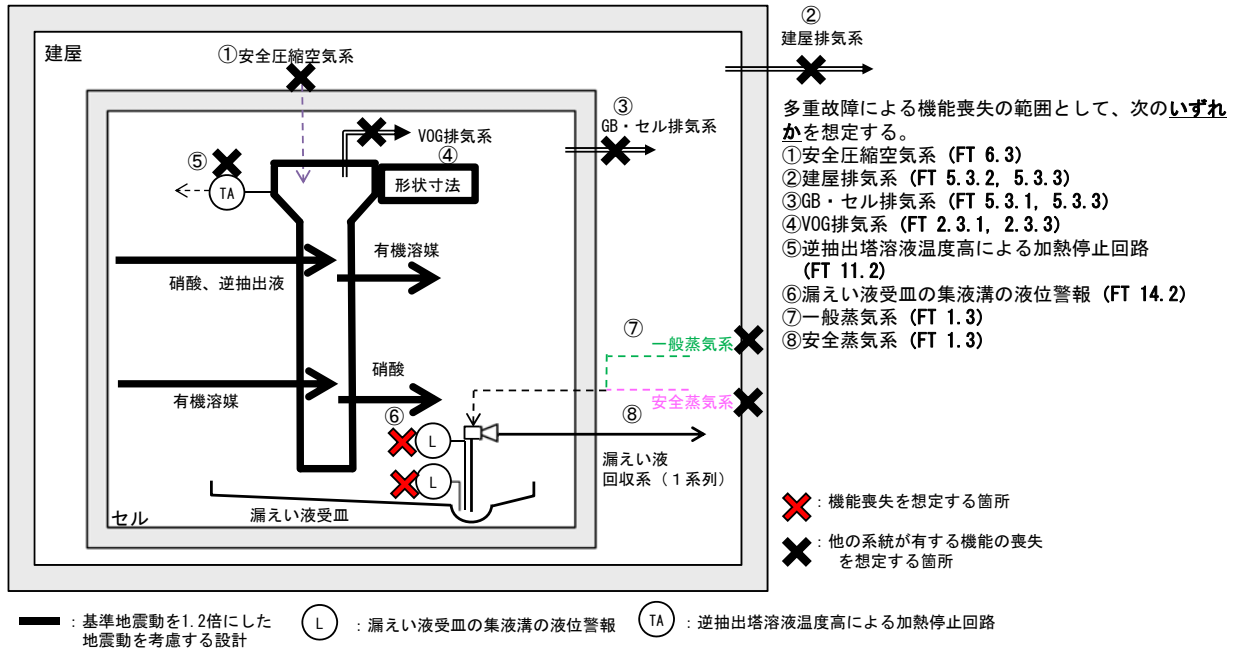 建屋
①安全圧縮空気系
②
建屋排気系
③
GB・セル排気系
VOG排気系
④
形状寸法
⑤
TA
有機溶媒
硝酸、逆抽出液
硝酸
有機溶媒
⑥
L
L
⑦
一般蒸気系
安全蒸気系
⑧
漏えい液
回収系(1系列)
漏えい液受皿
セル
多重故障による機能喪失の範囲として、次のいずれ
かを想定する。
①安全圧縮空気系 (FT 6.3)
②建屋排気系 (FT 5.3.2, 5.3.3)
③GB・セル排気系 (FT 5.3.1, 5.3.3)
④VOG排気系 (FT 2.3.1, 2.3.3)
⑤逆抽出塔溶液温度高による加熱停止回路
(FT 11.2)
⑥漏えい液受皿の集液溝の液位警報 (FT 14.2)
⑦一般蒸気系 (FT 1.3)
⑧安全蒸気系 (FT 1.3)
:機能喪失を想定する箇所
:他の系統が有する機能の喪失
を想定する箇所
:基準地震動を1.2倍にした
地震動を考慮する設計
L :漏えい液受皿の集液溝の液位警報
TA :逆抽出塔溶液温度高による加熱停止回路